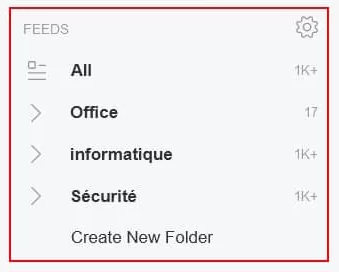 FEEDS
All 1K+
Office 17
informatique 1K+
Sécurité 1K+
Create New Folder